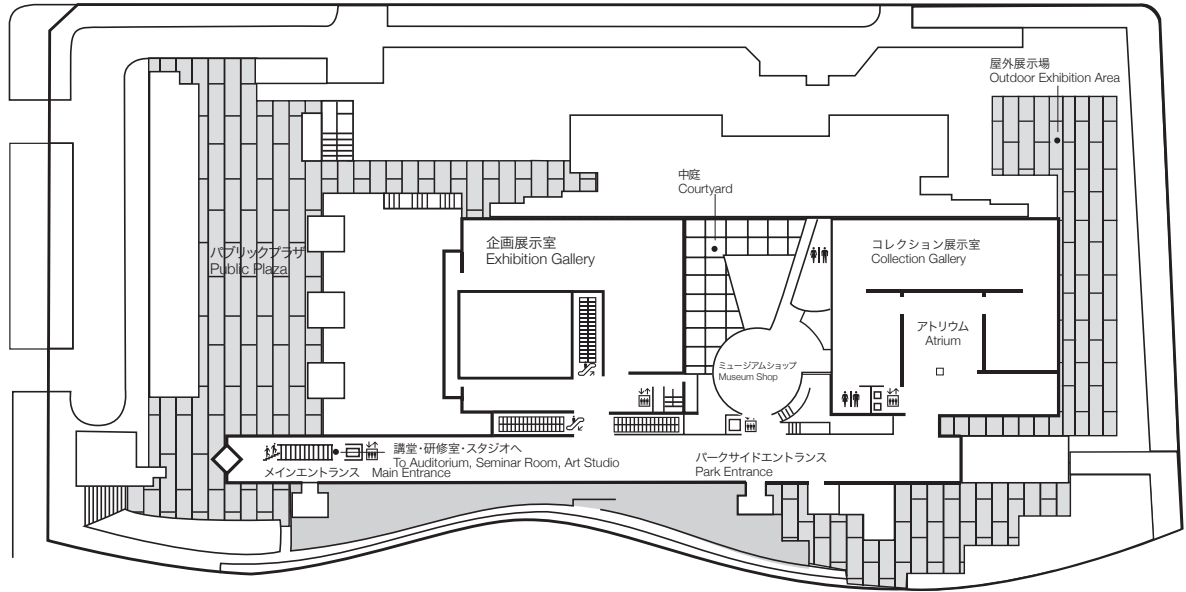 屋外展示場
Outdoor Exhibition Area
中庭
Courtyard
パブリックプラザ
Public Plaza
企画展示室
Exhibition Gallery
コレクション展示室
Collection Gallery
アトリウム
Atrium
ミュージアムショップ
Museum Shop
講堂・研修室・スタジオへ
To Auditorium, Seminar Room, Art Studio
メインエントランス Main Entrance
パークサイドエントランス
Park Entrance